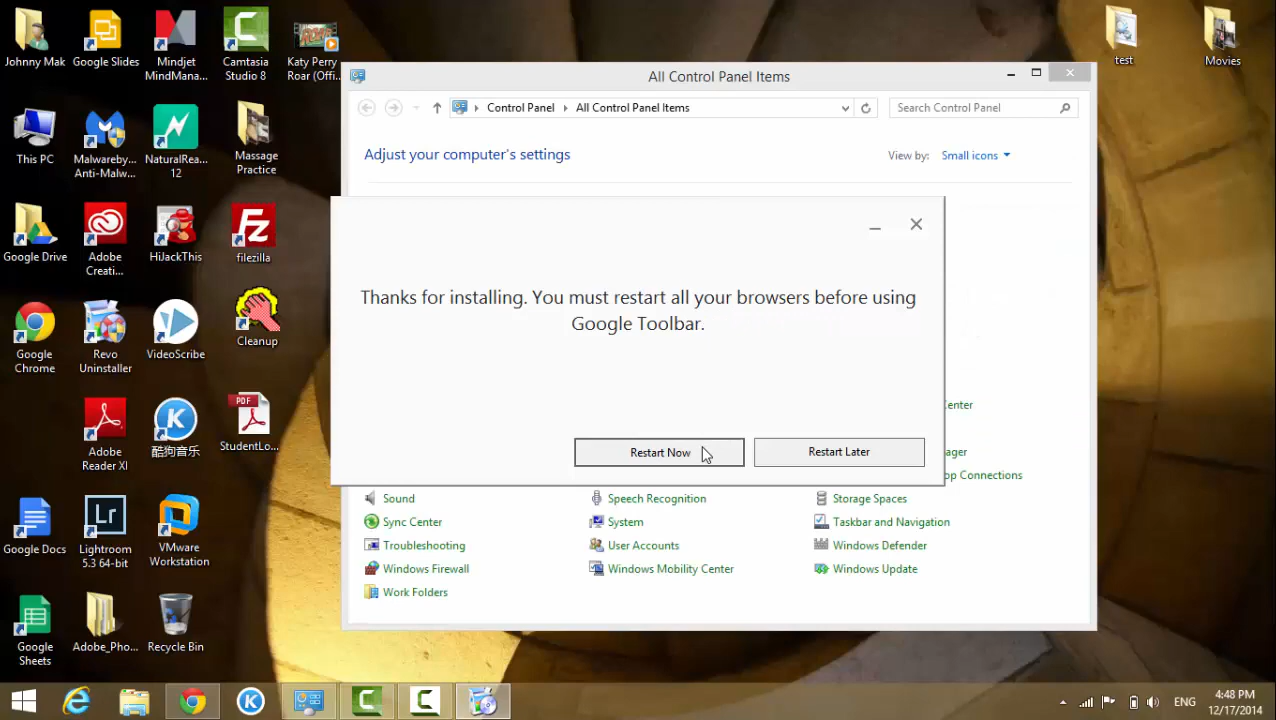 Johnny Mak
Google Slides
Mindjet
MindMana...
Camtasia
Studio 8
Katy Perry
Roar (Offi...
test
Movies
This PC
Malwareby...
Anti-Malw...
NaturalRea...
12
Massage
Practice
Google Drive
Adobe
Creati...
HiJackThis
Fz
filezilla
Google
Chrome
Revo
Uninstaller
VideoScribe
Cleanup
Adobe
Reader XI
酷狗音乐
PDF
StudentLo...
Google Docs
Lr
Lightroom
5.3 64-bit
VMware
Workstation
Google
Sheets
Adobe_Pho...
Recycle Bin
All Control Panel Items
Control Panel
All Control Panel Items
Search Control Panel
Adjust your computer's settings
View by: Small icons
Thanks for installing. You must restart all your browsers before using
Google Toolbar.
Restart Now
Restart Later
enter
ager
op Connections
Sound
Speech Recognition
Storage Spaces
Sync Center
System
Taskbar and Navigation
Troubleshooting
User Accounts
Windows Defender
Windows Firewall
Windows Mobility Center
Windows Update
Work Folders
ENG
4:48 PM
12/17/2014